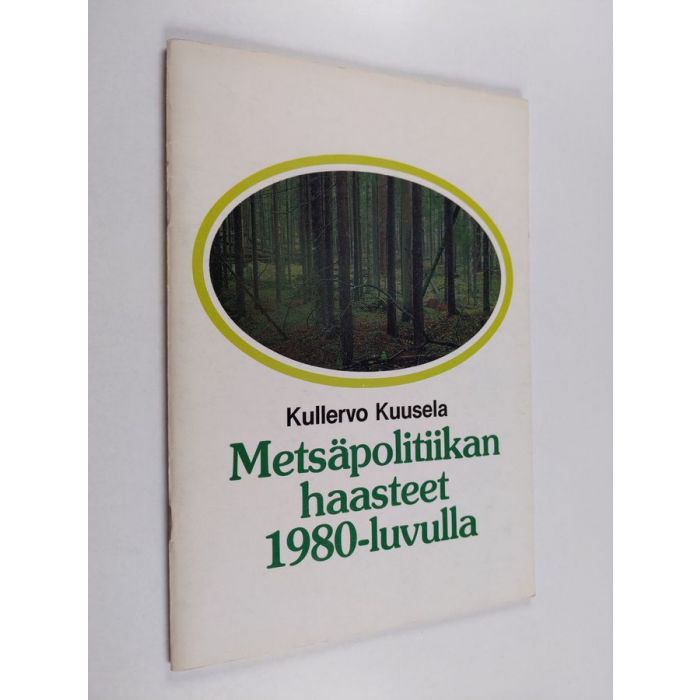 Kullervo Kuusela
Metsäpolitiikan
haasteet
1980-luvulla